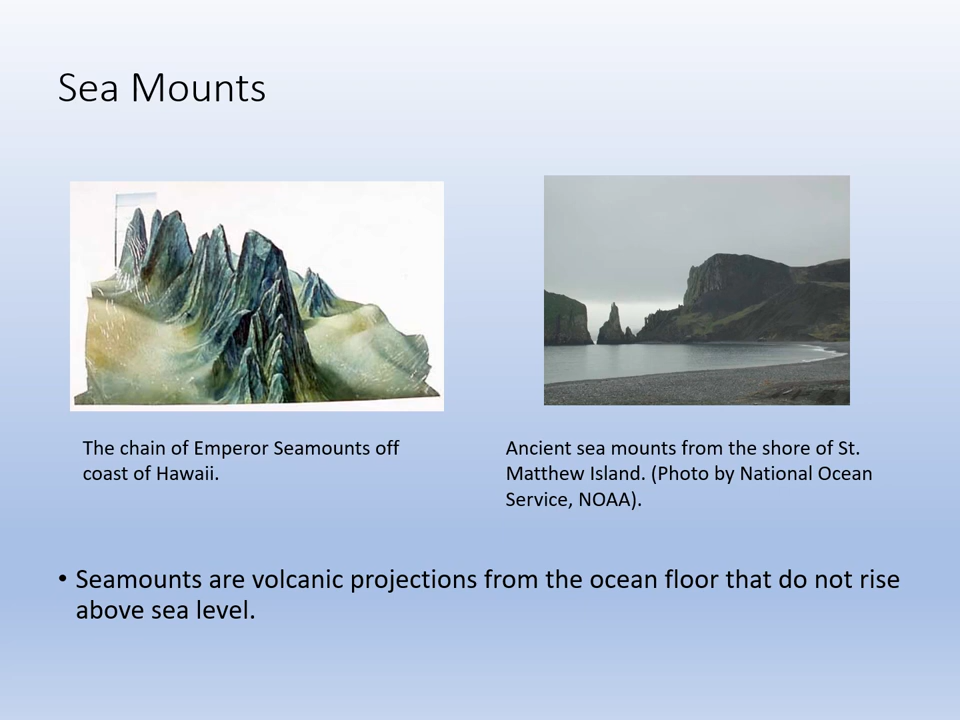 Sea Mounts
The chain of Emperor Seamounts off
coast of Hawaii.
Ancient sea mounts from the shore of St.
Matthew Island. (Photo by National Ocean
Service, NOAA).
• Seamounts are volcanic projections from the ocean floor that do not rise
above sea level.